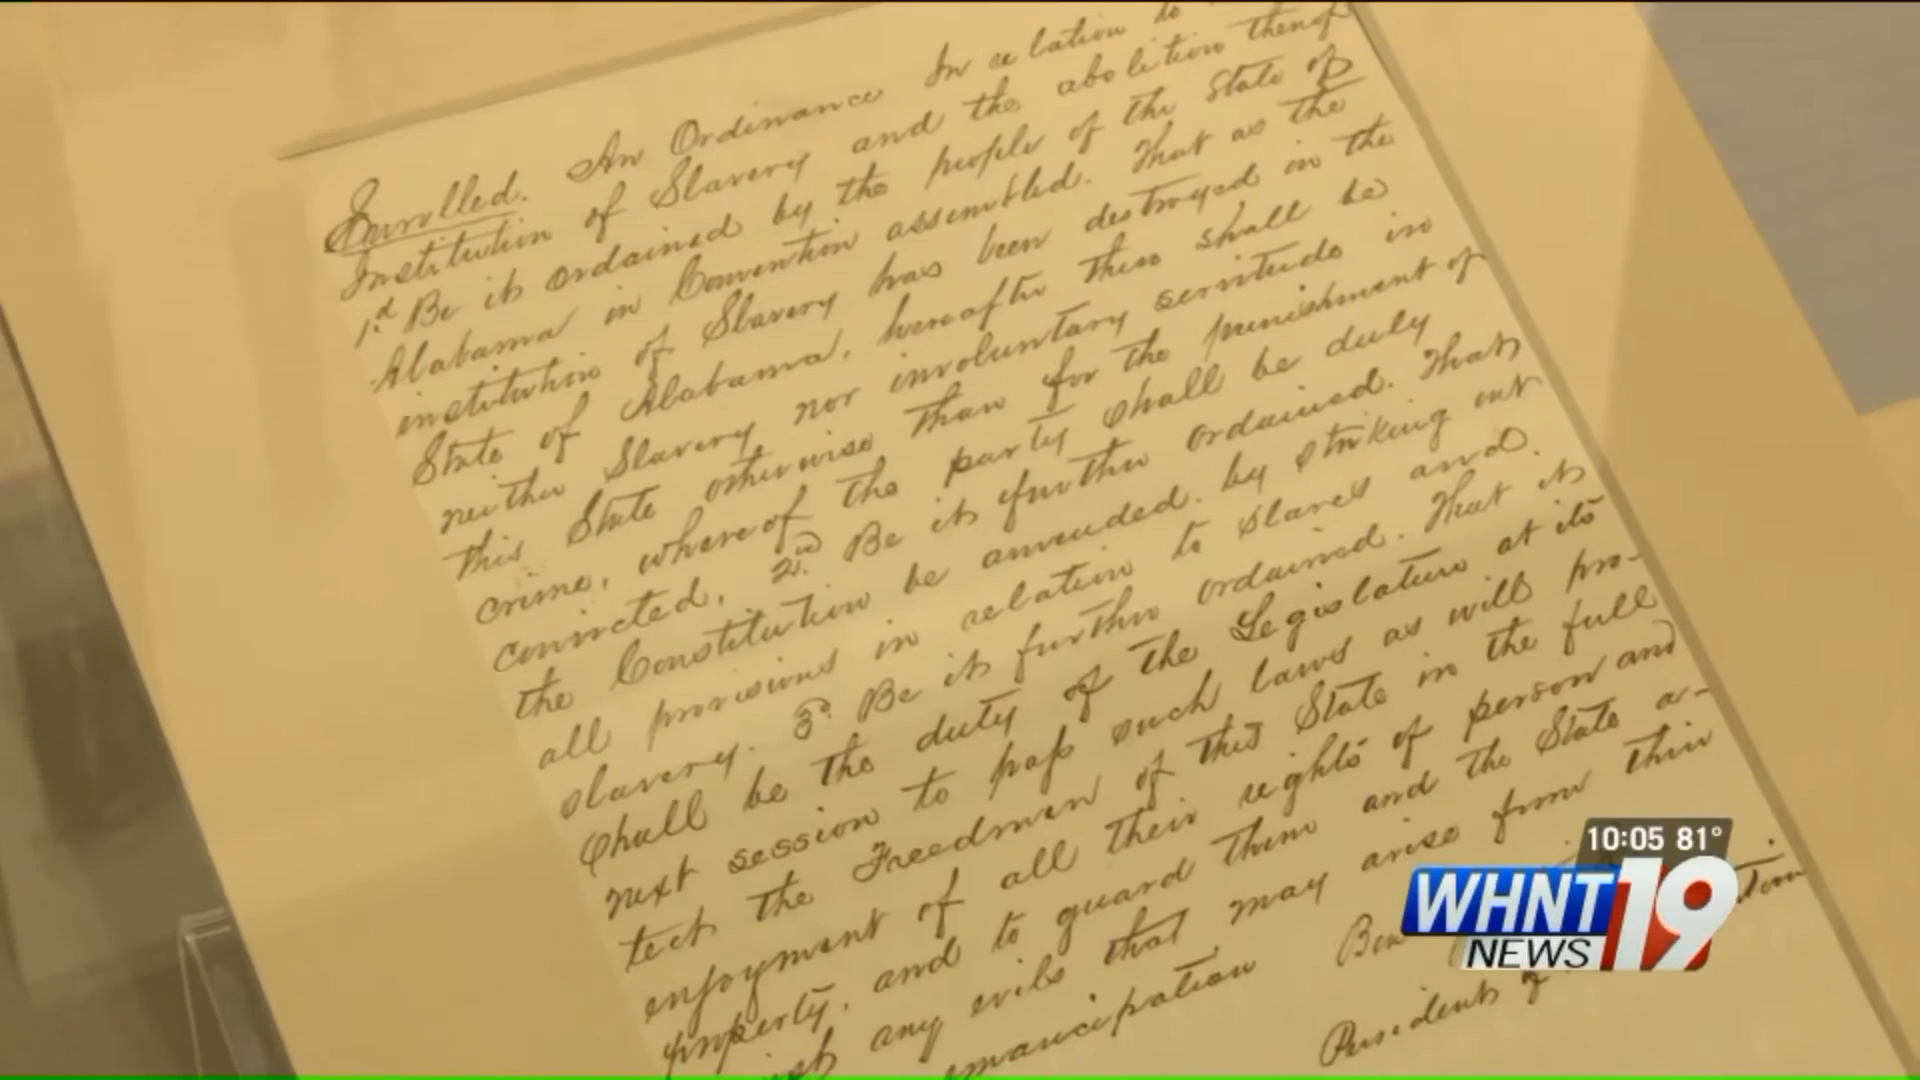 Enrolled. An Ordinance In relation to
Institution of Slavery and the abolition thereof
1.d Be it ordained by the people of the State of
Alabama in Convention assembled. That as the
institution of Slavery has been destroyed in the
State of Alabama, hereafter there shall be
neither Slavery nor involuntary servitude in
this State otherwise than for the punishment of
crime, whereof the party shall be duly
convicted, 2.d Be it further ordained. That
the Constitution be amended. by striking out
all provisions in relation to slaves and
slavery. 3.d Be it further ordained. That it
shall be the duty of the Legislature at its
next session to pass such laws as will pro-
tect the Freedmen of this State in the full
enjoyment of all their rights of person and
property, and to guard them and the State a-
any evils that may arise from their
emancipation
Presidents of
10:05 81°
WHNT 19
NEWS